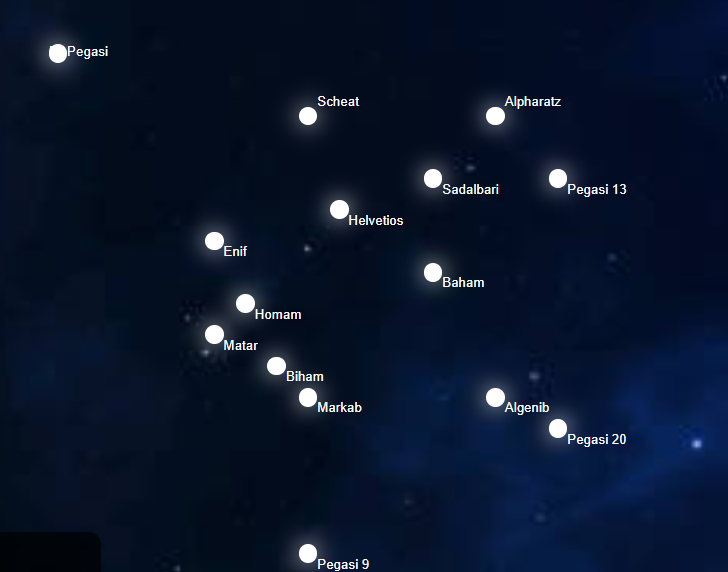 Pegasi
Scheat
Alpharatz
Sadalbari
Pegasi 13
Helvetios
Enif
Baham
Homam
Matar
Biham
Markab
Algenib
Pegasi 20
Pegasi 9